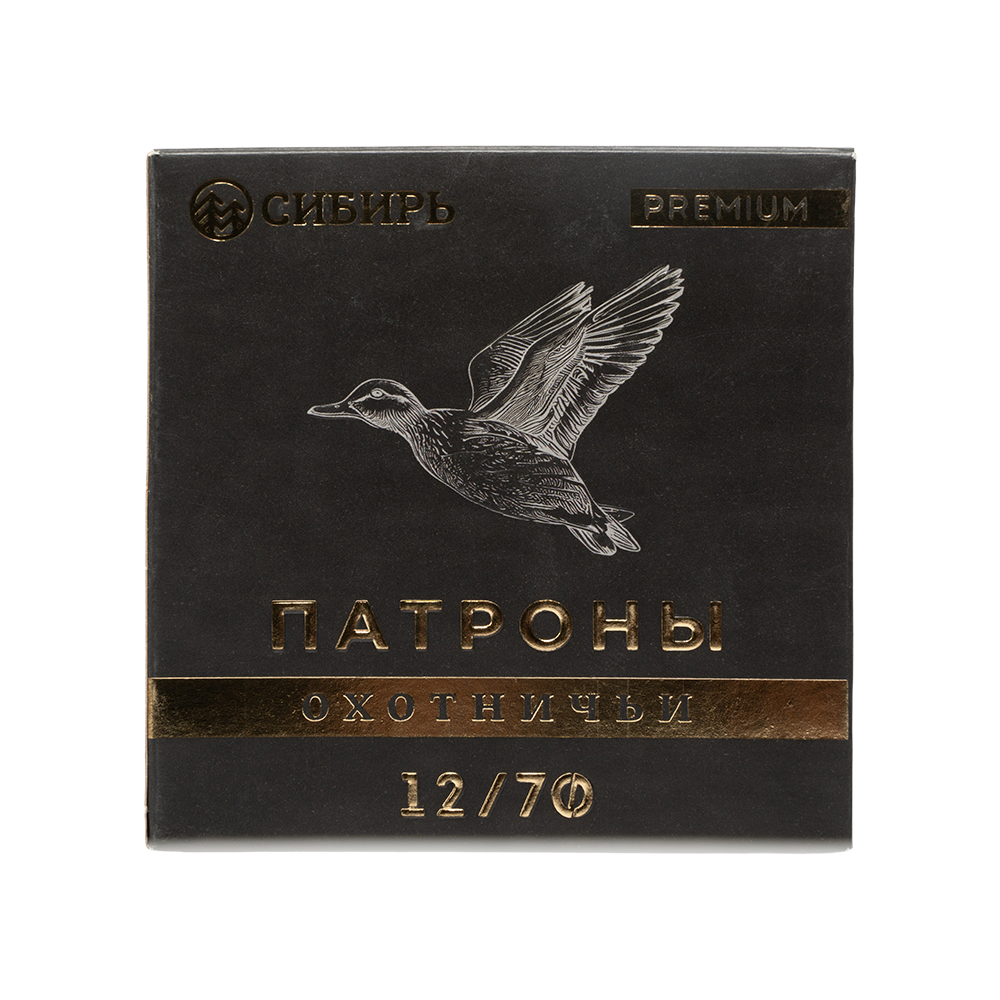 СИБИРЬ
PREMIUM
ПАТРОНЫ
ОХОТНИЧЬИ
12/70